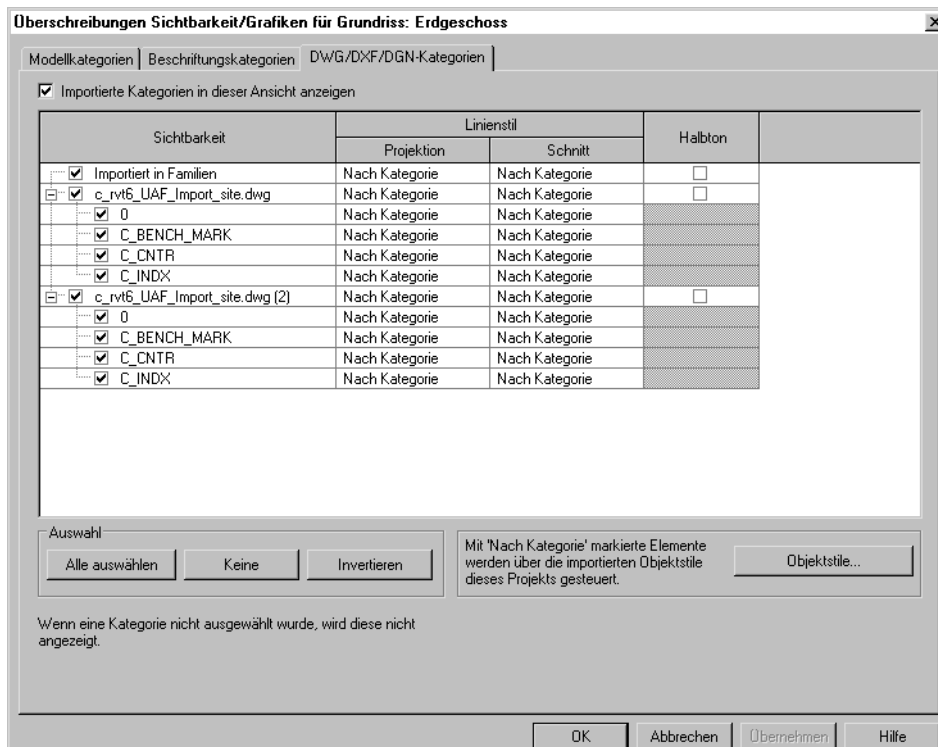 Überschreibungen Sichtbarkeit/Grafiken für Grundriss: Erdgeschoss
Modellkategorien Beschriftungskategorien DWG/DXF/DGN-Kategorien
Importierte Kategorien in dieser Ansicht anzeigen
Sichtbarkeit Linienstil Halbton
Projektion Schnitt
Importiert in Familien Nach Kategorie Nach Kategorie
c_rvt6_UAF_Import_site.dwg Nach Kategorie Nach Kategorie
0 Nach Kategorie Nach Kategorie
C_BENCH_MARK Nach Kategorie Nach Kategorie
C_CNTR Nach Kategorie Nach Kategorie
C_INDX Nach Kategorie Nach Kategorie
c_rvt6_UAF_Import_site.dwg (2) Nach Kategorie Nach Kategorie
0 Nach Kategorie Nach Kategorie
C_BENCH_MARK Nach Kategorie Nach Kategorie
C_CNTR Nach Kategorie Nach Kategorie
C_INDX Nach Kategorie Nach Kategorie
Auswahl
Alle auswählen Keine Invertieren
Mit 'Nach Kategorie' markierte Elemente
werden über die importierten Objektstile
dieses Projekts gesteuert.
Objektstile...
Wenn eine Kategorie nicht ausgewählt wurde, wird diese nicht
angezeigt.
OK Abbrechen Übernehmen Hilfe